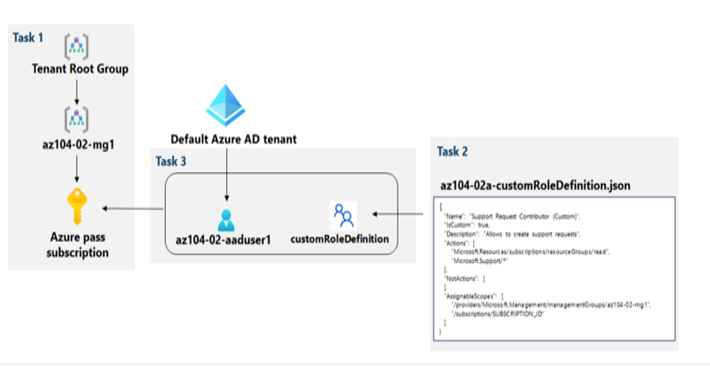 Task 1
Tenant Root Group
az104-02-mg1
Azure pass
subscription
Default Azure AD tenant
Task 3
az104-02-aaduser1
customRoleDefinition
Task 2
az104-02a-customRoleDefinition.json
{
"Name": "Support Request Contributor (Custom)",
"IsCustom": true,
"Description": "Allows to create support requests",
"Actions": [
"Microsoft.Resources/subscriptions/resourceGroups/read",
"Microsoft.Support/*"
]
"NotActions": [
]
"AssignableScopes": [
"/providers/Microsoft.Management/managementGroups/az104-02-mg1",
"/subscriptions/SUBSCRIPTION_ID"
]
}